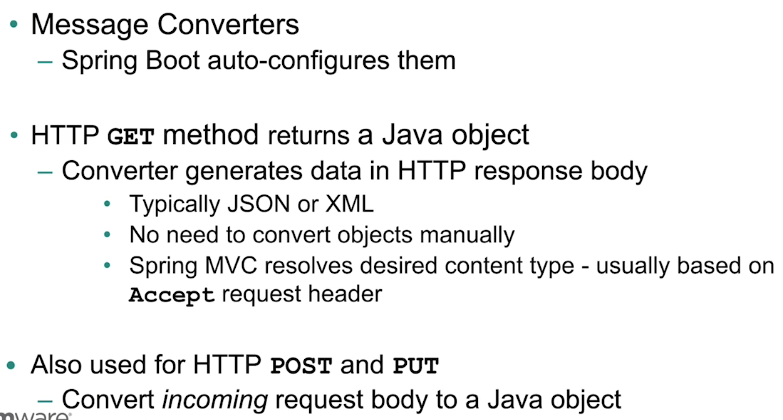 • Message Converters
– Spring Boot auto-configures them
• HTTP GET method returns a Java object
– Converter generates data in HTTP response body
• Typically JSON or XML
• No need to convert objects manually
• Spring MVC resolves desired content type - usually based on
Accept request header
• Also used for HTTP POST and PUT
– Convert incoming request body to a Java object